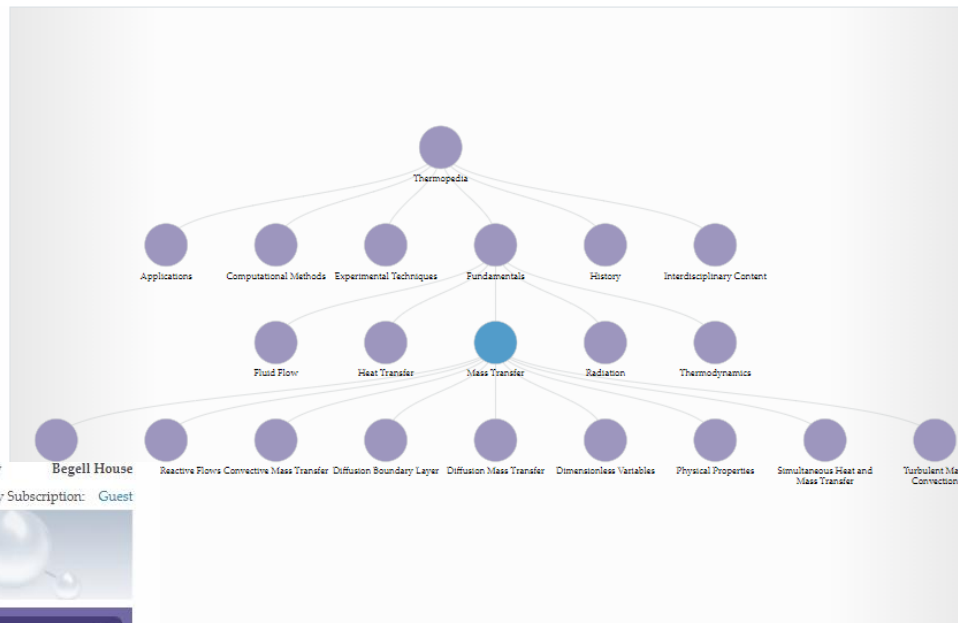 Thermopedia
Applications
Computational Methods
Experimental Techniques
Fundamentals
History
Interdisciplinary Content
Fluid Flow
Heat Transfer
Mass Transfer
Radiation
Thermodynamics
Begell House
Reactive Flows
Convective Mass Transfer
Diffusion Boundary Layer
Diffusion Mass Transfer
Dimensionless Variables
Physical Properties
Simultaneous Heat and
Mass Transfer
Turbulent Ma
Convection
y Subscription: Guest